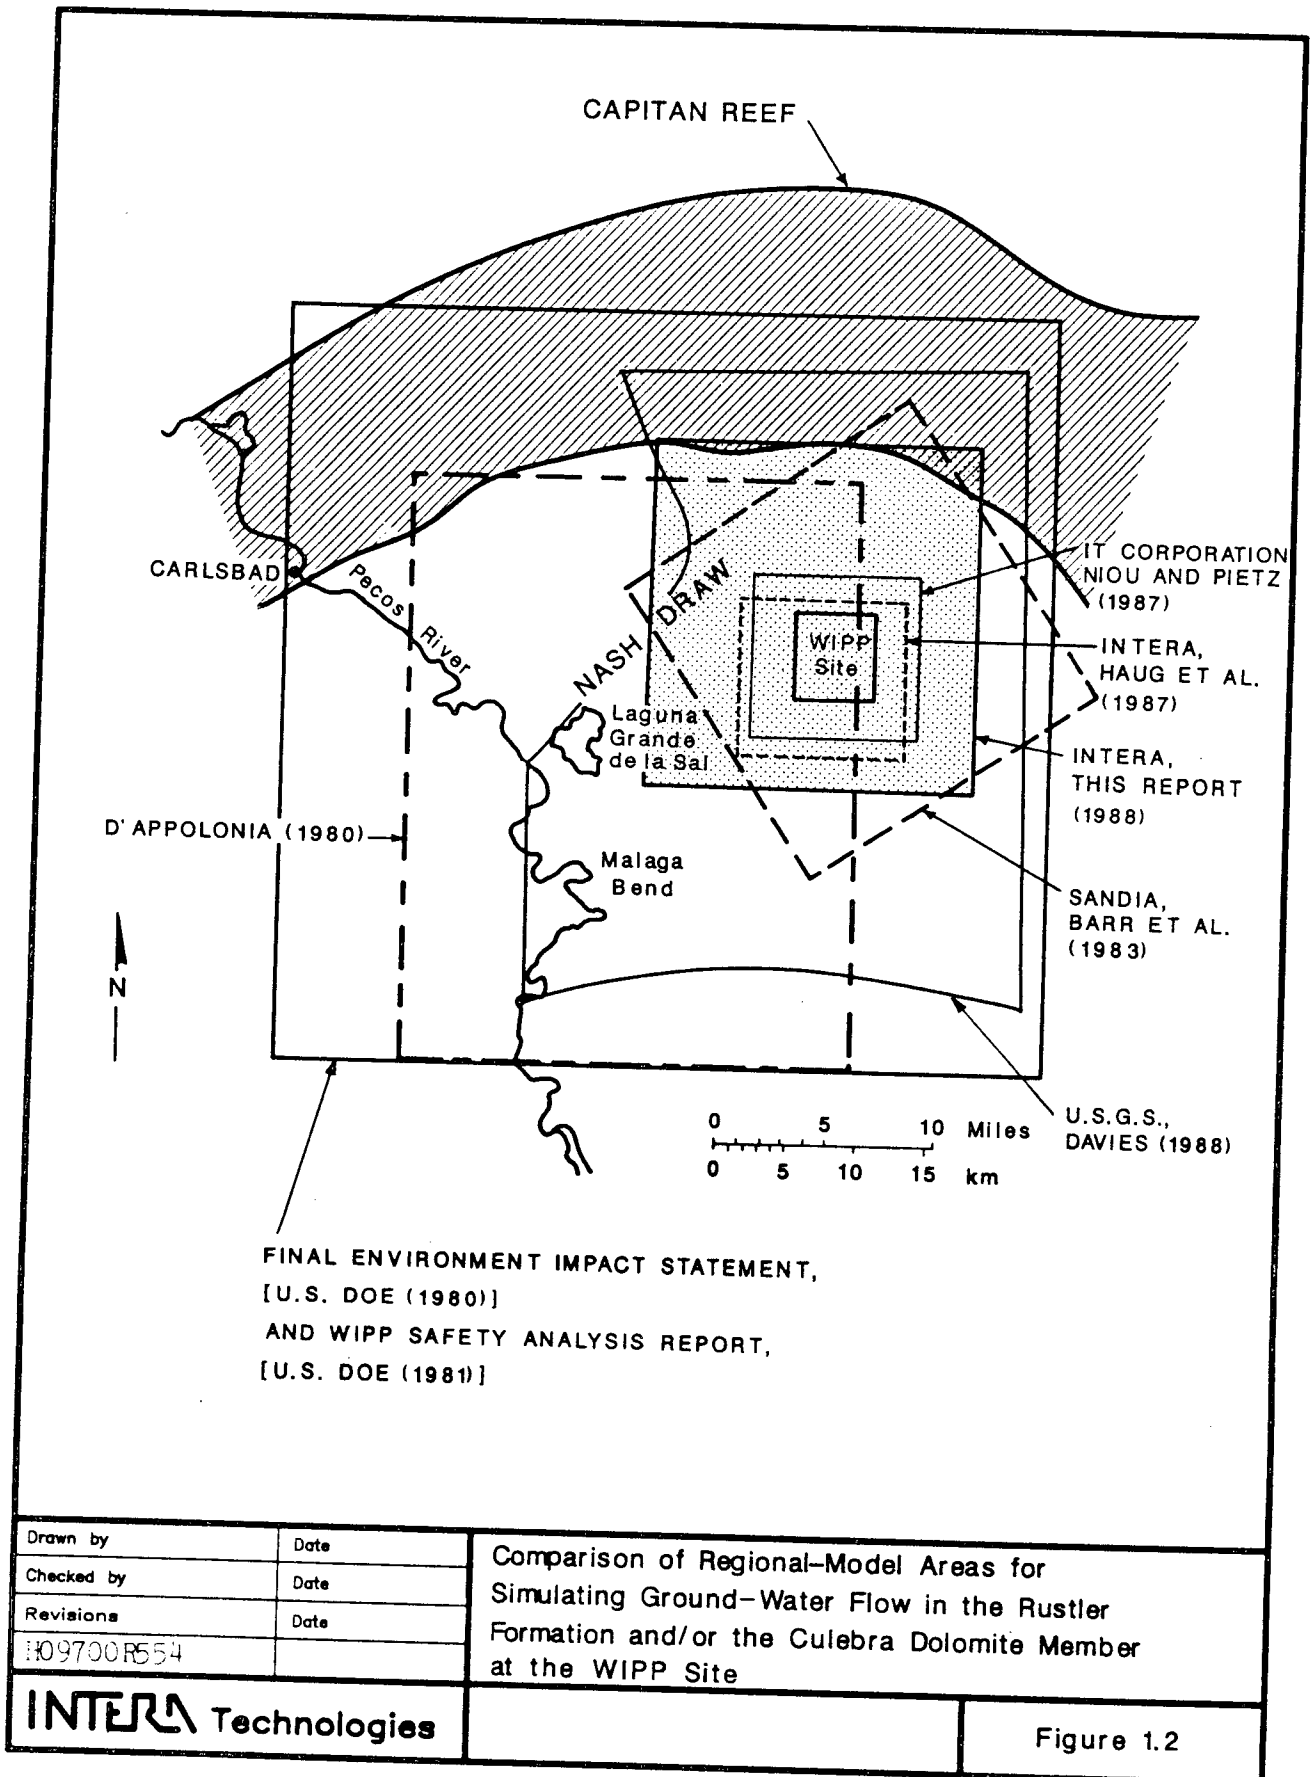 CAPITAN REEF
IT CORPORATION
NIOU AND PIETZ
(1987)
CARLSBAD
Pecos
River
NASH DRAW
WIPP
Site
INTERA,
HAUG ET AL.
(1987)
Laguna
Grande
de la Sal
INTERA,
THIS REPORT
(1988)
D'APPOLONIA (1980)
Malaga
Bend
SANDIA,
BARR ET AL.
(1983)
N
0 5 10 Miles
0 5 10 15 km
U.S.G.S.,
DAVIES (1988)
FINAL ENVIRONMENT IMPACT STATEMENT,
[U.S. DOE (1980)]
AND WIPP SAFETY ANALYSIS REPORT,
[U.S. DOE (1981)]
Drawn by Date
Checked by Date
Revisions Date
H09700R554
Comparison of Regional-Model Areas for
Simulating Ground-Water Flow in the Rustler
Formation and/or the Culebra Dolomite Member
at the WIPP Site
INTERA Technologies
Figure 1.2